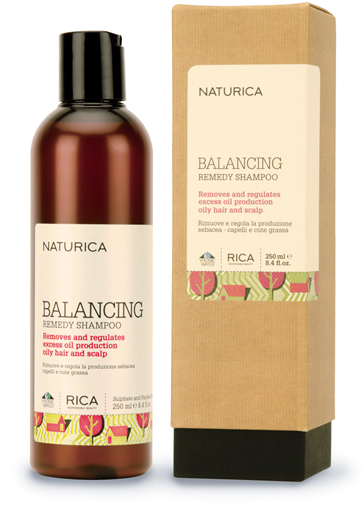 NATURICA
BALANCING
REMEDY SHAMPOO
Removes and regulates
excess oil production
oily hair and scalp
Rimuove e regola la produzione sebacea
capelli e cute grassa
RICA
Sulphate and
250 ml ℮ 8.4 fl.
NATURICA
BALANCING
REMEDY SHAMPOO
Removes and regulates
excess oil production
oily hair and scalp
Rimuove e regola la produzione
sebacea - capelli e cute grassa
RICA
250 ml ℮
8.4 fl.oz.